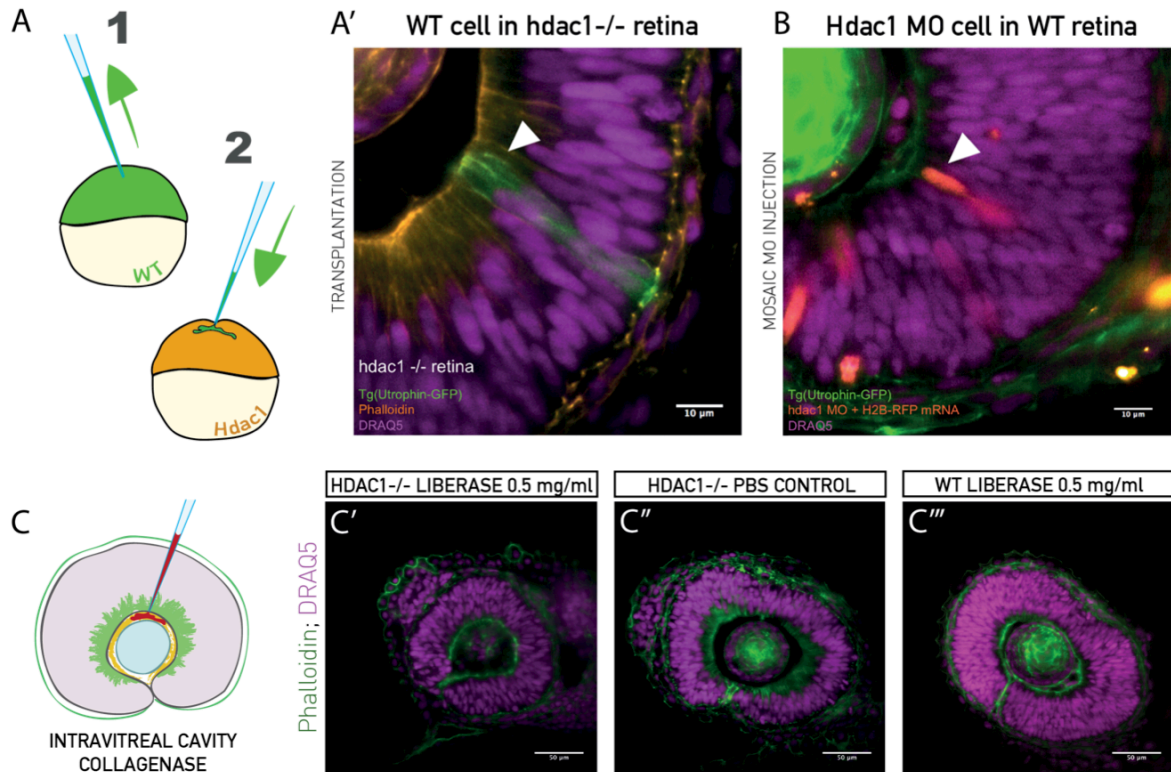 A
1
2
WT
Hdac1
A'
WT cell in hdac1-/- retina
TRANSPLANTATION
hdac1 -/- retina
Tg(Utrophin-GFP)
Phalloidin
DRAQ5
10 µm
B
Hdac1 MO cell in WT retina
MOSAIC MO INJECTION
Tg(Utrophin-GFP)
hdac1 MO + H2B-RFP mRNA
DRAQ5
10 µm
C
INTRAVITREAL CAVITY
COLLAGENASE
Phalloidin; DRAQ5
HDAC1-/- LIBERASE 0.5 mg/ml
C'
50 µm
HDAC1-/- PBS CONTROL
C''
50 µm
WT LIBERASE 0.5 mg/ml
C'''
50 µm